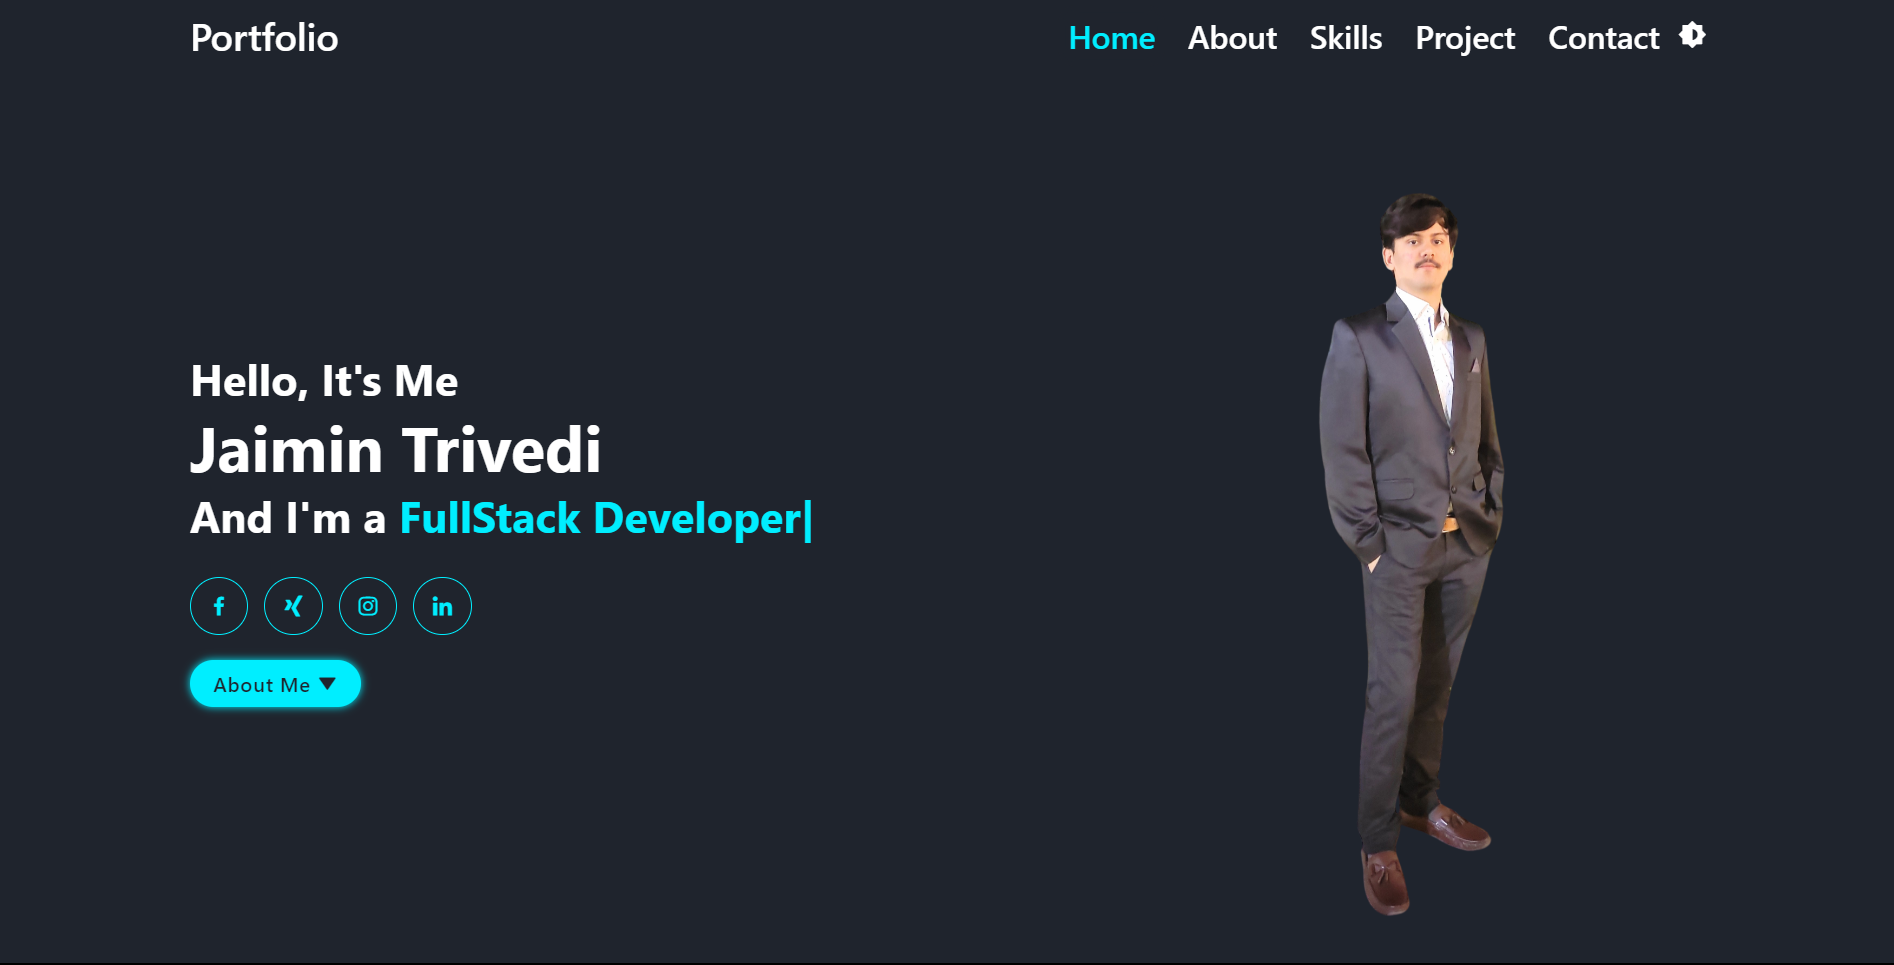 Portfolio
Home About Skills Project Contact
Hello, It's Me
Jaimin Trivedi
And I'm a FullStack Developer|
About Me